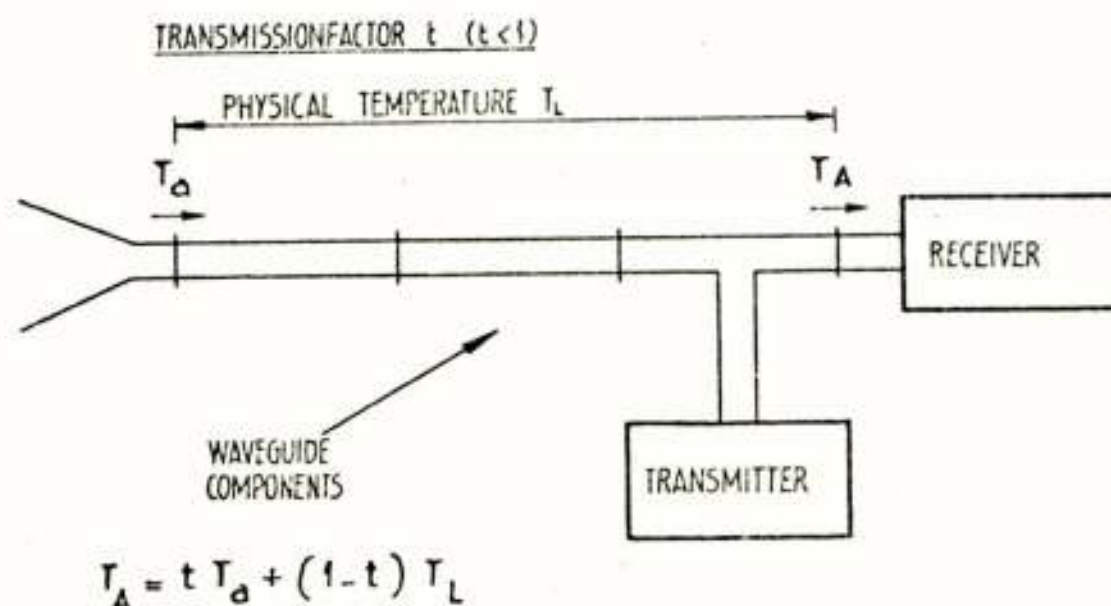 TRANSMISSIONFACTOR t (t<1)
PHYSICAL TEMPERATURE T_L
T_a
T_A
RECEIVER
WAVEGUIDE
COMPONENTS
TRANSMITTER
T_A = t T_a + (1-t) T_L